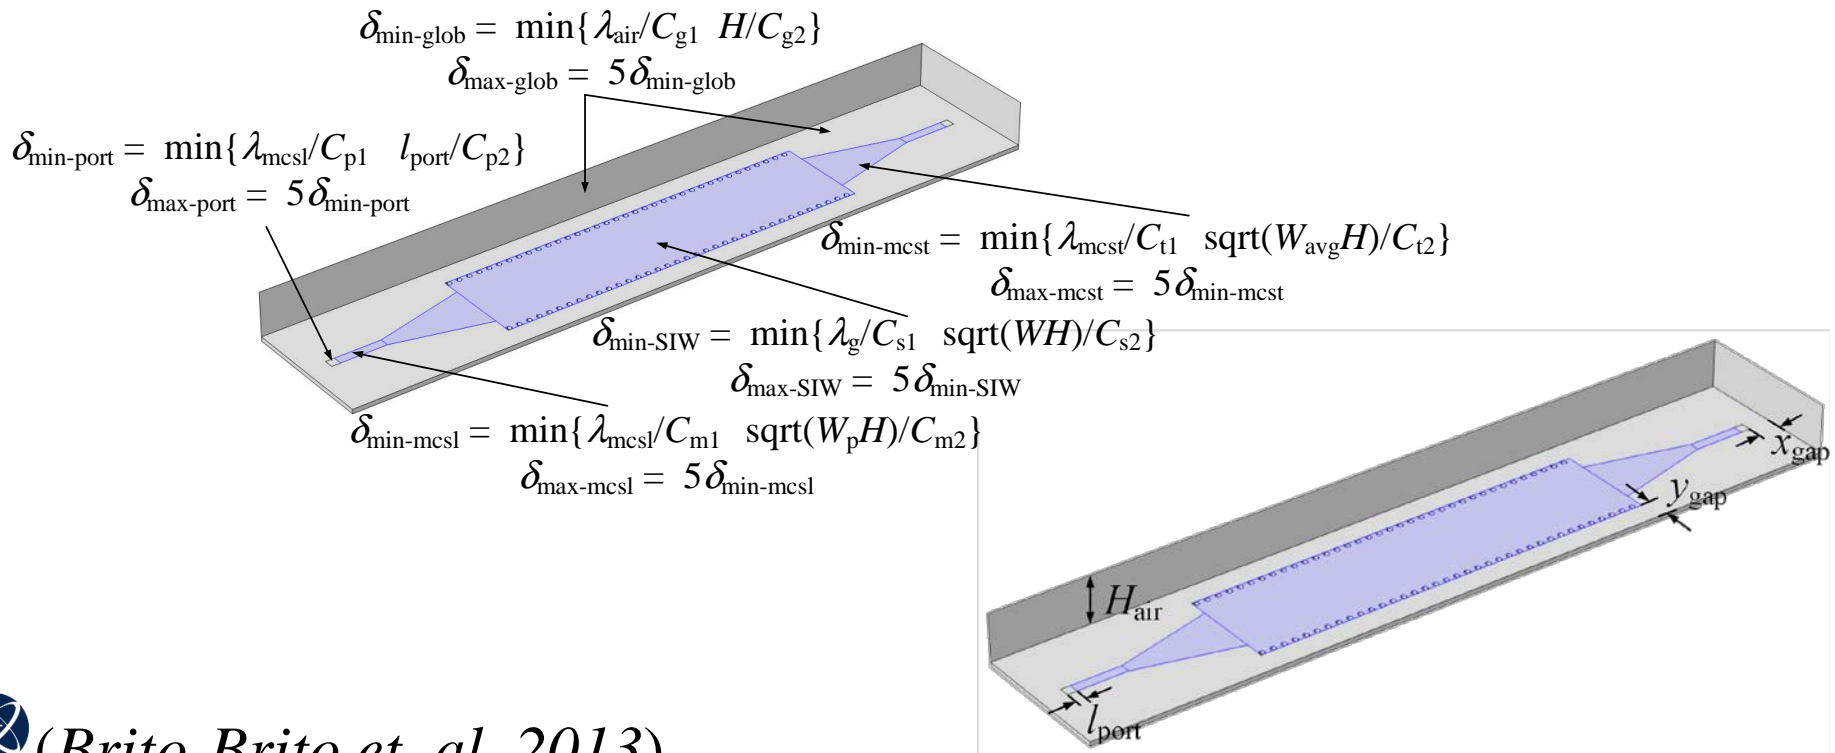 δmin-glob = min{λair/Cg1 H/Cg2}
δmax-glob = 5δmin-glob
δmin-port = min{λmcsl/Cp1 lport/Cp2}
δmax-port = 5δmin-port
δmin-mcst = min{λmcst/Ct1 sqrt(WavgH)/Ct2}
δmax-mcst = 5δmin-mcst
δmin-SIW = min{λg/Cs1 sqrt(WH)/Cs2}
δmax-SIW = 5δmin-SIW
δmin-mcsl = min{λmcsl/Cm1 sqrt(WpH)/Cm2}
δmax-mcsl = 5δmin-mcsl
xgap
ygap
Hair
lport
(Brito-Brito et. al, 2013)